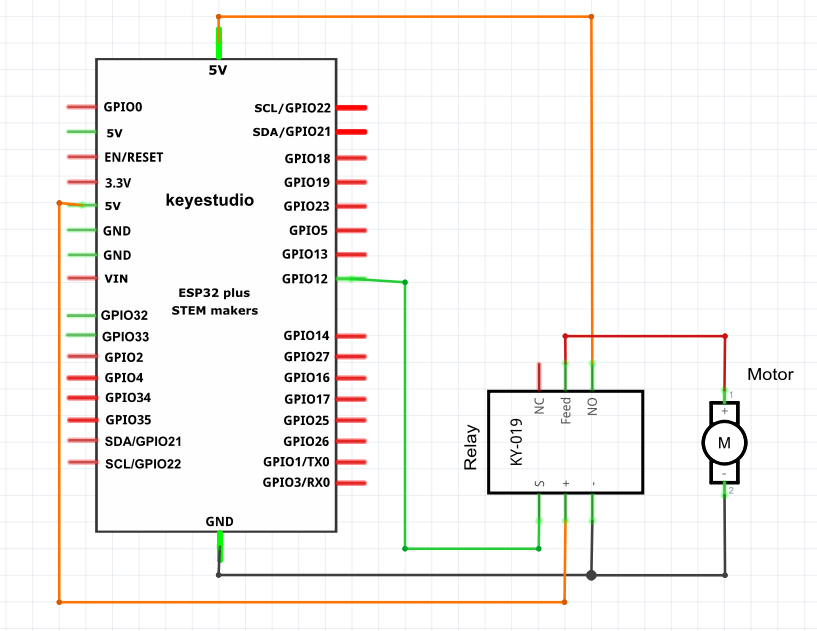 5V
GPIO0
5V
EN/RESET
3.3V
5V
GND
GND
VIN
GPIO32
GPIO33
GPIO2
GPIO4
GPIO34
GPIO35
SDA/GPIO21
SCL/GPIO22
keyestudio
ESP32 plus
STEM makers
SCL/GPIO22
SDA/GPIO21
GPIO18
GPIO19
GPIO23
GPIO5
GPIO13
GPIO12
GPIO14
GPIO27
GPIO16
GPIO17
GPIO25
GPIO26
GPIO1/TX0
GPIO3/RX0
GND
Relay
KY-019
NC
Feed
NO
S
+
-
Motor
1
+
M
-
2